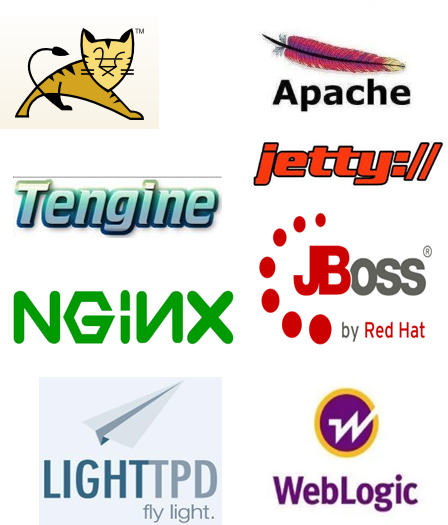 TM
Apache
jetty://
Tengine
JBoss®
by Red Hat
NGiNX
LIGHTTPD
fly light.
WebLogic